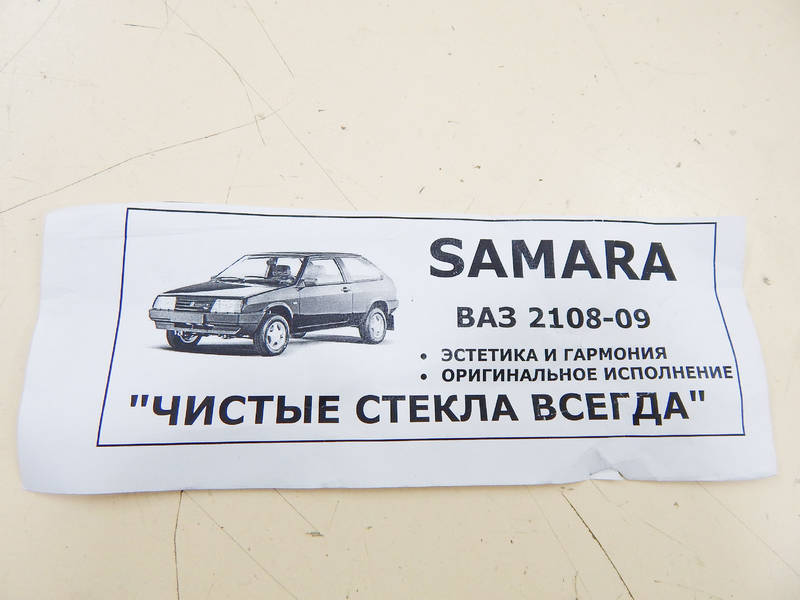 SAMARA
ВАЗ 2108-09
• ЭСТЕТИКА И ГАРМОНИЯ
• ОРИГИНАЛЬНОЕ ИСПОЛНЕНИЕ
"ЧИСТЫЕ СТЕКЛА ВСЕГДА"